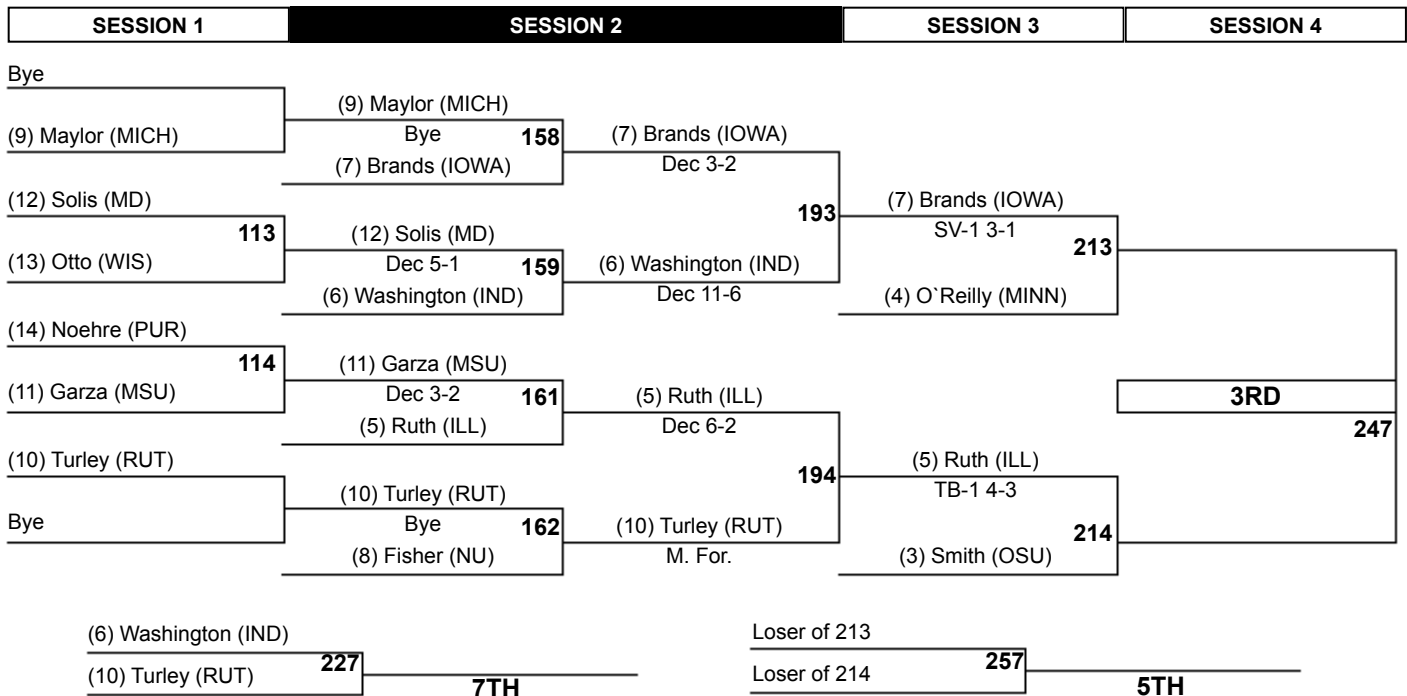 SESSION 1 SESSION 2 SESSION 3 SESSION 4
Bye
(9) Maylor (MICH)
(9) Maylor (MICH)
Bye 158 (7) Brands (IOWA)
(7) Brands (IOWA) Dec 3-2
(12) Solis (MD) (7) Brands (IOWA)
193
113 (12) Solis (MD) SV-1 3-1
213
(13) Otto (WIS) Dec 5-1 159 (6) Washington (IND)
(6) Washington (IND) Dec 11-6 (4) O`Reilly (MINN)
(14) Noehre (PUR)
114 (11) Garza (MSU)
(11) Garza (MSU) Dec 3-2 161 (5) Ruth (ILL) 3RD
(5) Ruth (ILL) Dec 6-2 247
(10) Turley (RUT) (5) Ruth (ILL)
194
(10) Turley (RUT) TB-1 4-3
Bye Bye 162 (10) Turley (RUT) 214
(8) Fisher (NU) M. For. (3) Smith (OSU)
(6) Washington (IND) Loser of 213
227 257
(10) Turley (RUT) 7TH Loser of 214 5TH